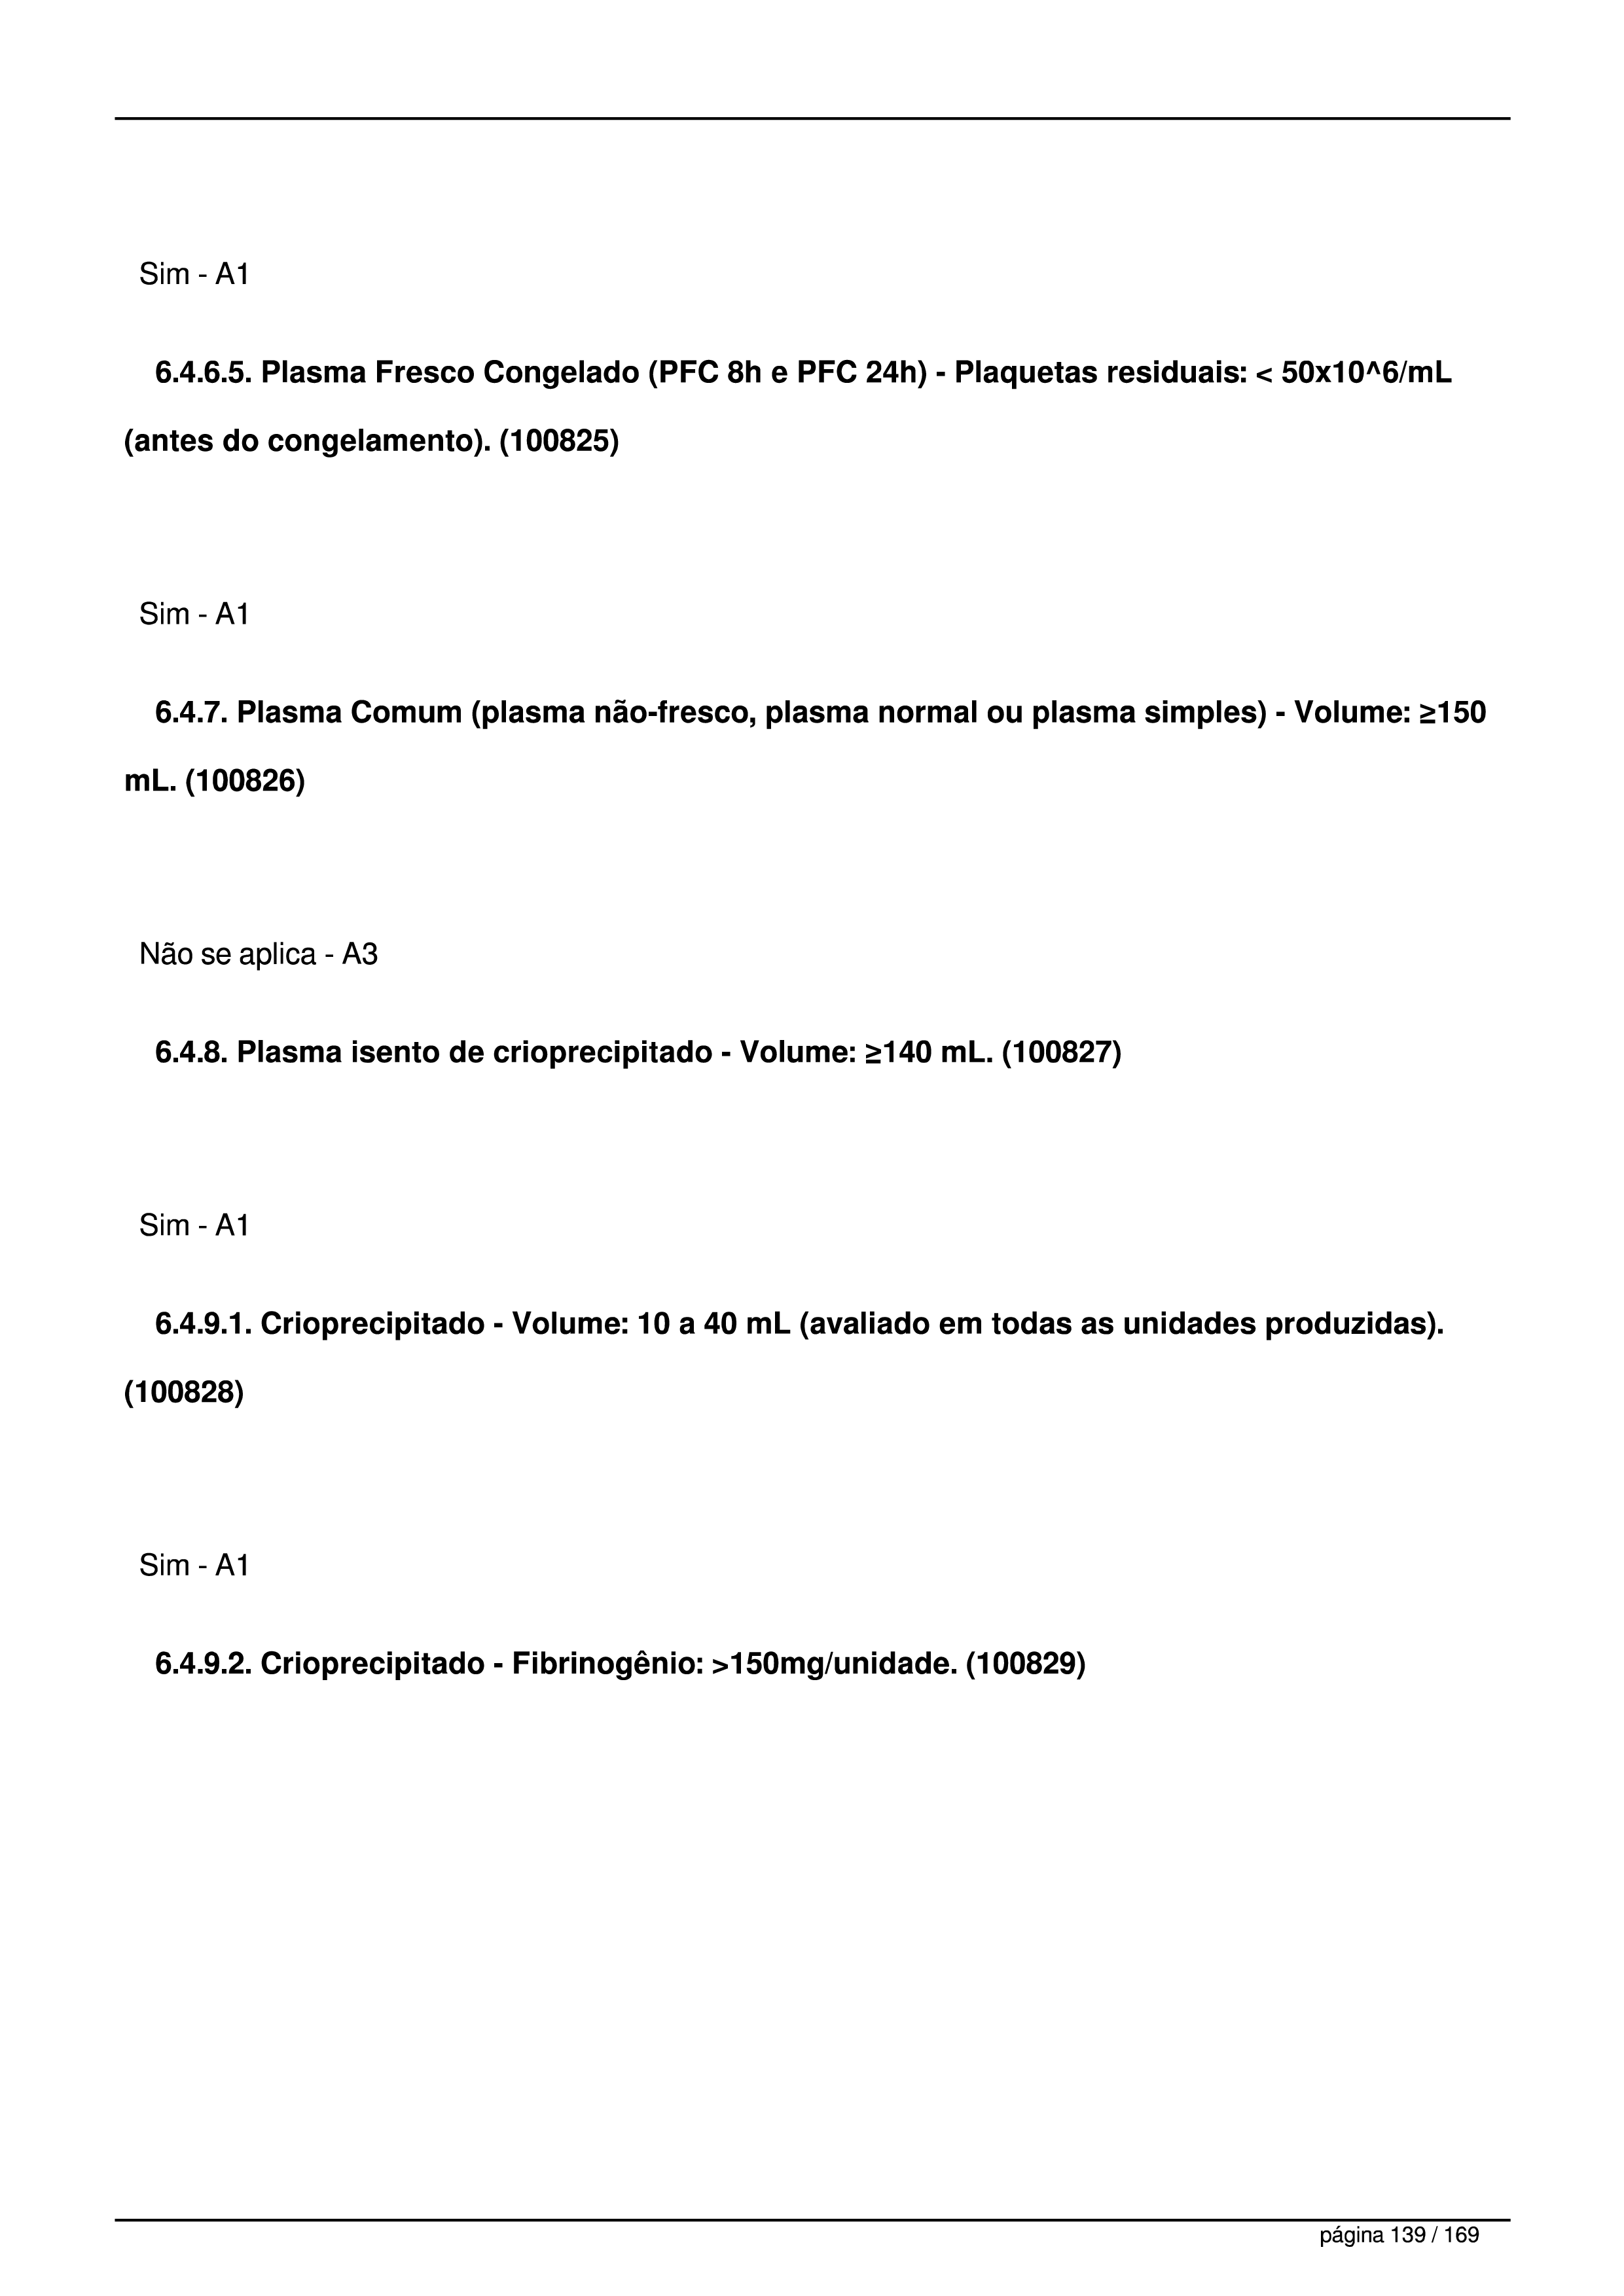 Sim - A1
6.4.6.5. Plasma Fresco Congelado (PFC 8h e PFC 24h) - Plaquetas residuais: < 50x10^6/mL
(antes do congelamento). (100825)
Sim - A1
6.4.7. Plasma Comum (plasma não-fresco, plasma normal ou plasma simples) - Volume: ≥150
mL. (100826)
Não se aplica - A3
6.4.8. Plasma isento de crioprecipitado - Volume: ≥140 mL. (100827)
Sim - A1
6.4.9.1. Crioprecipitado - Volume: 10 a 40 mL (avaliado em todas as unidades produzidas).
(100828)
Sim - A1
6.4.9.2. Crioprecipitado - Fibrinogênio: >150mg/unidade. (100829)
página 139 / 169